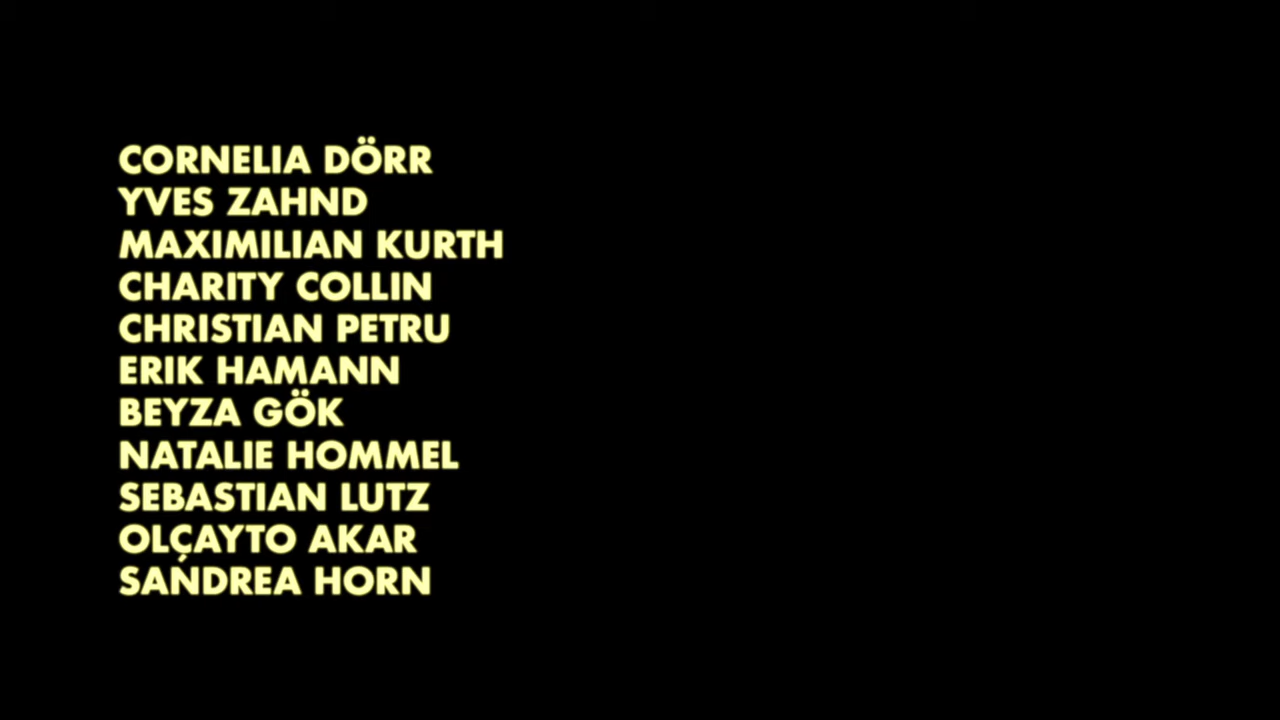 CORNELIA DÖRR
YVES ZAHND
MAXIMILIAN KURTH
CHARITY COLLIN
CHRISTIAN PETRU
ERIK HAMANN
BEYZA GÖK
NATALIE HOMMEL
SEBASTIAN LUTZ
OLÇAYTO AKAR
SANDREA HORN